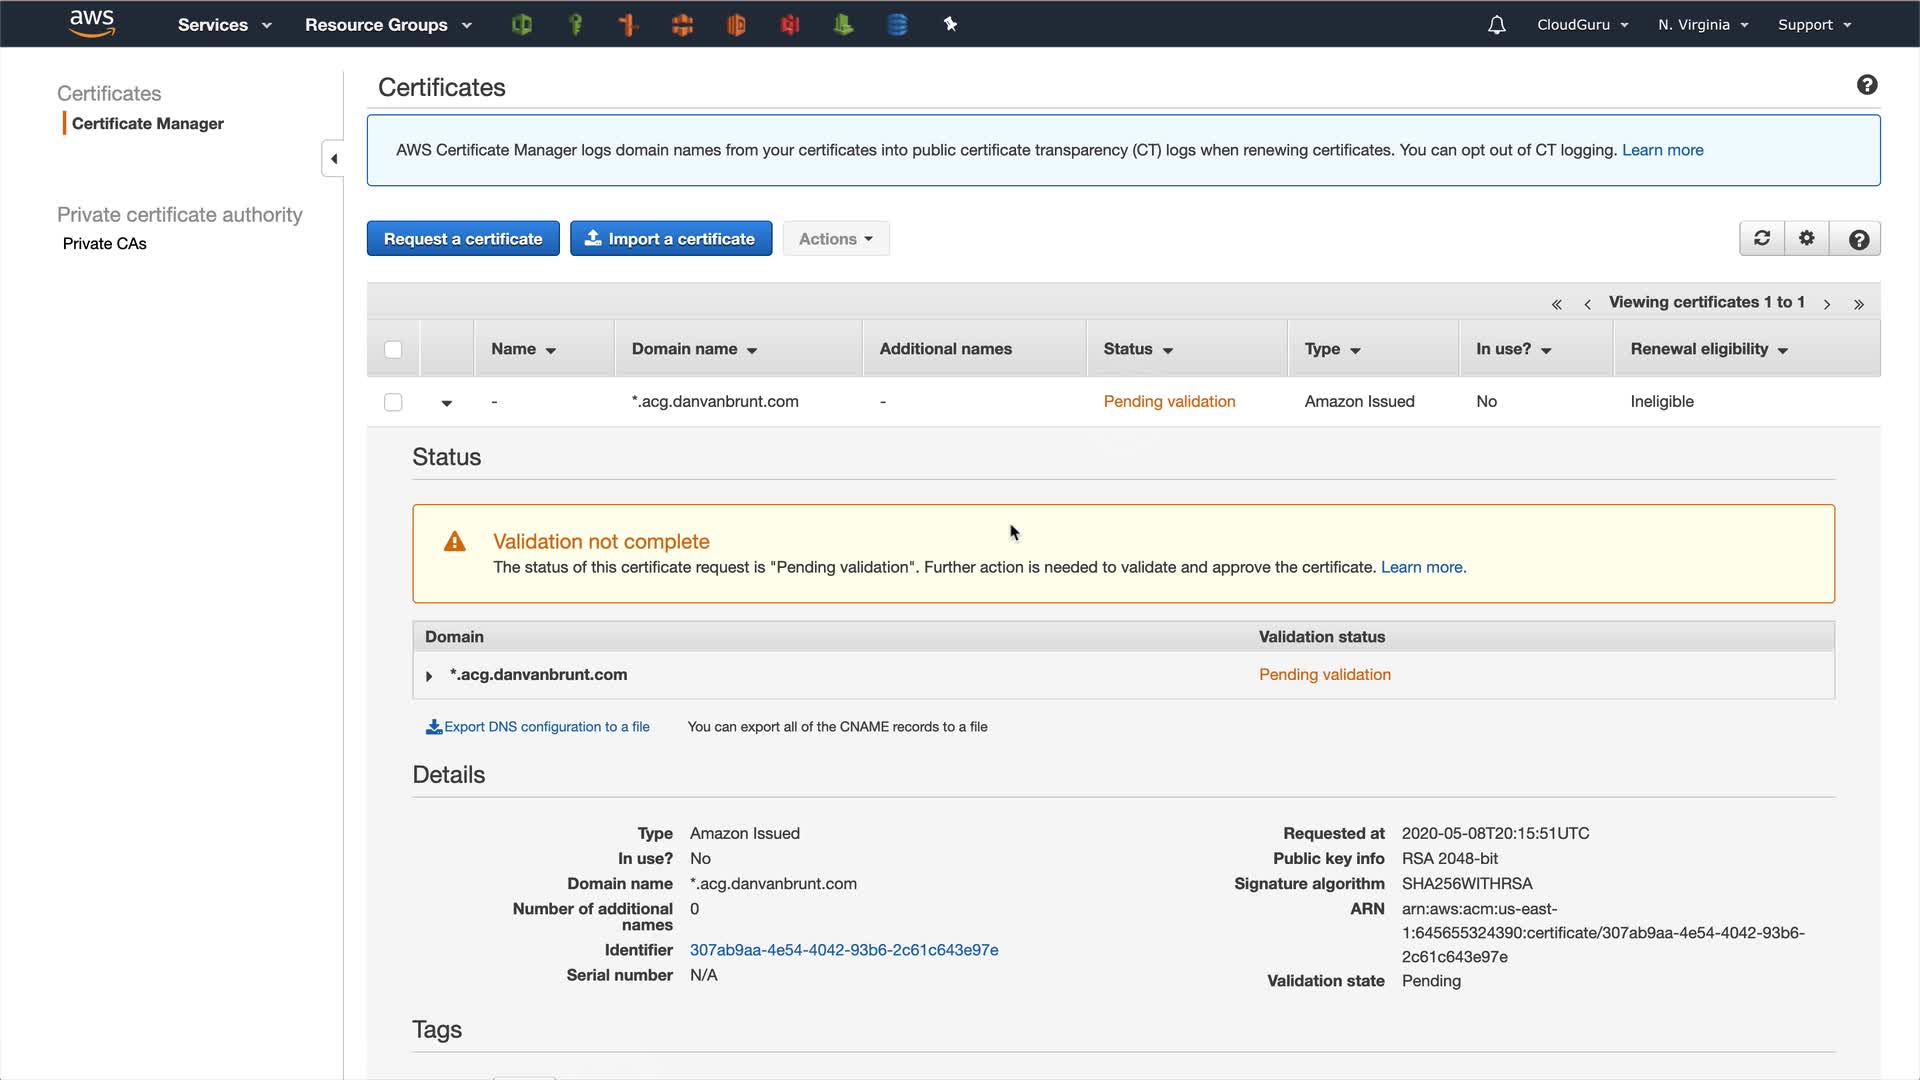 aws
Services
Resource Groups
CloudGuru
N. Virginia
Support
Certificates
Certificate Manager
Private certificate authority
Private CAs
Certificates
AWS Certificate Manager logs domain names from your certificates into public certificate transparency (CT) logs when renewing certificates. You can opt out of CT logging. Learn more
Request a certificate
Import a certificate
Actions
« ‹ Viewing certificates 1 to 1 › »
Name Domain name Additional names Status Type In use? Renewal eligibility
- *.acg.danvanbrunt.com - Pending validation Amazon Issued No Ineligible
Status
Validation not complete
The status of this certificate request is "Pending validation". Further action is needed to validate and approve the certificate. Learn more.
Domain Validation status
*.acg.danvanbrunt.com Pending validation
Export DNS configuration to a file You can export all of the CNAME records to a file
Details
Type Amazon Issued
In use? No
Domain name *.acg.danvanbrunt.com
Number of additional names 0
Identifier 307ab9aa-4e54-4042-93b6-2c61c643e97e
Serial number N/A
Requested at 2020-05-08T20:15:51UTC
Public key info RSA 2048-bit
Signature algorithm SHA256WITHRSA
ARN arn:aws:acm:us-east-
1:645655324390:certificate/307ab9aa-4e54-4042-93b6-
2c61c643e97e
Validation state Pending
Tags